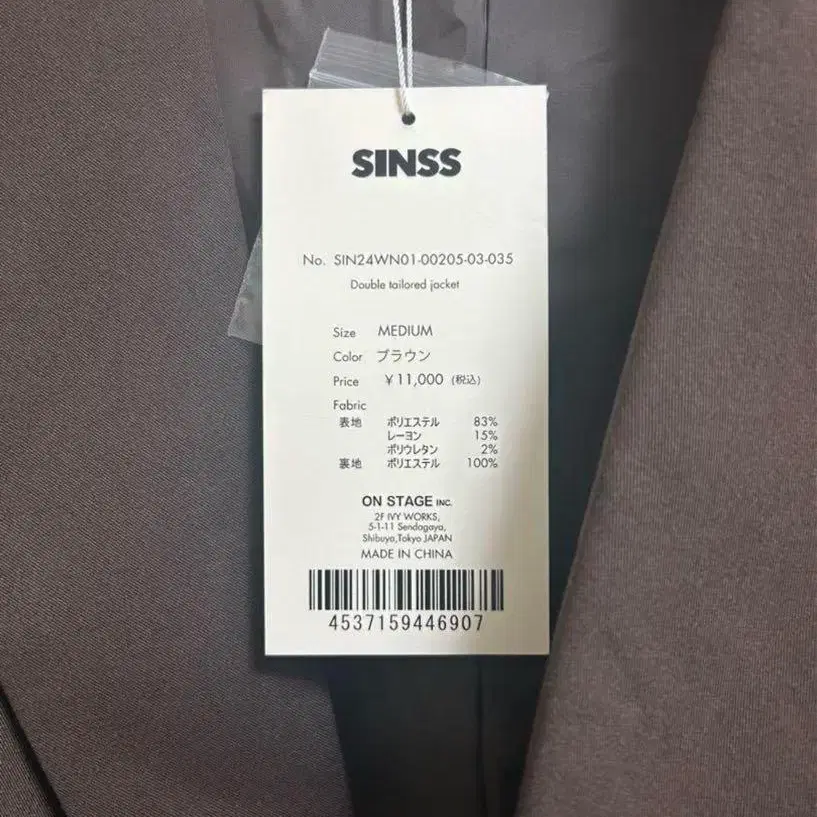 SINSS
No. SIN24WN01-00205-03-035
Double tailored jacket
Size MEDIUM
Color ブラウン
Price ¥11,000 (税込)
Fabric
表地 ポリエステル 83%
レーヨン 15%
ポリウレタン 2%
裏地 ポリエステル 100%
ON STAGE INC.
2F IVY WORKS,
5-1-11 Sendagaya,
Shibuya,Tokyo JAPAN
MADE IN CHINA
4537159446907